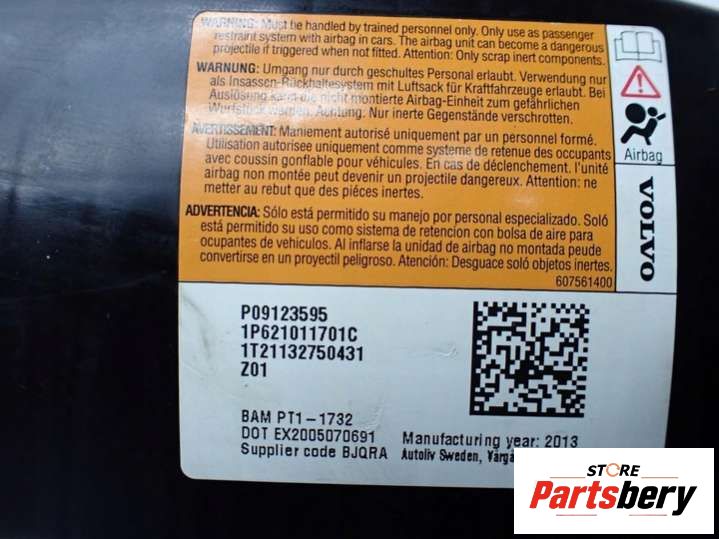 WARNING: Must be handled by trained personnel only. Only use as passenger
restraint system with airbag in cars. The airbag unit can become a dangerous
projectile if triggered when not fitted. Attention: Only scrap inert components.
WARNUNG: Umgang nur durch geschultes Personal erlaubt. Verwendung nur
als Insassen-Rückhaltesystem mit Luftsack für Kraftfahrzeuge erlaubt. Bei
Auslösung kann die nicht montierte Airbag-Einheit zum gefährlichen
Wurfstück werden. Achtung: Nur inerte Gegenstände verschrotten.
AVERTISSEMENT: Maniement autorisé uniquement par un personnel formé.
Utilisation autorisee uniquement comme systeme de retenue des occupants
avec coussin gonflable pour véhicules. En cas de déclenchement, l'unité
airbag non montée peut devenir un projectile dangereux. Attention: ne
metter au rebut que des piéces inertes.
ADVERTENCIA: Sólo está permitido su manejo por personal especializado. Soló
está permitido su uso como sistema de retencion con bolsa de aire para
ocupantes de vehiculos. Al inflarse la unidad de airbag no montada peude
convertirse en un proyectil peligroso. Atención: Desguace soló objetos inertes.
607561400
Airbag
VOLVO
P09123595
1P621011701C
1T21132750431
Z01
BAM PT1-1732
DOT EX2005070691
Supplier code BJQRA
Manufacturing year: 2013
Autoliv Sweden,
STORE
Partsbery